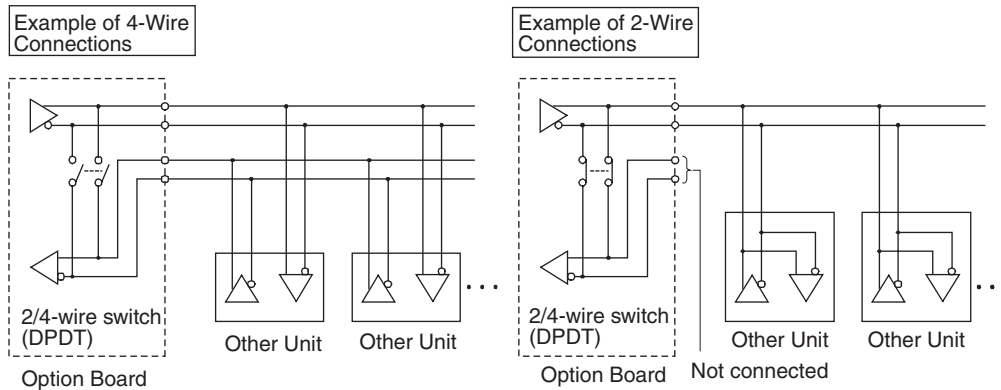 Example of 4-Wire
Connections
2/4-wire switch
(DPDT)
Option Board
Other Unit
Other Unit
Example of 2-Wire
Connections
2/4-wire switch
(DPDT)
Option Board
Not connected
Other Unit
Other Unit